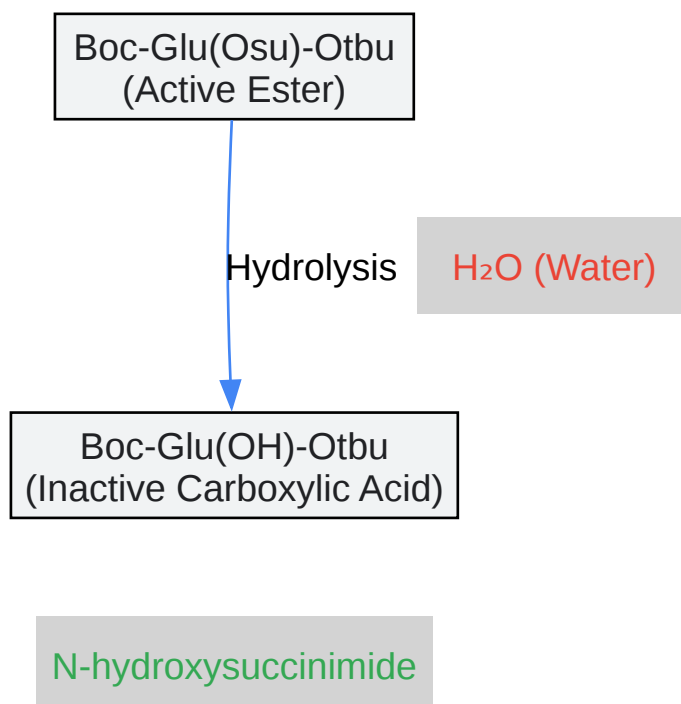 Boc-Glu(Osu)-Otbu
(Active Ester)
Hydrolysis
H₂O (Water)
Boc-Glu(OH)-Otbu
(Inactive Carboxylic Acid)
N-hydroxysuccinimide